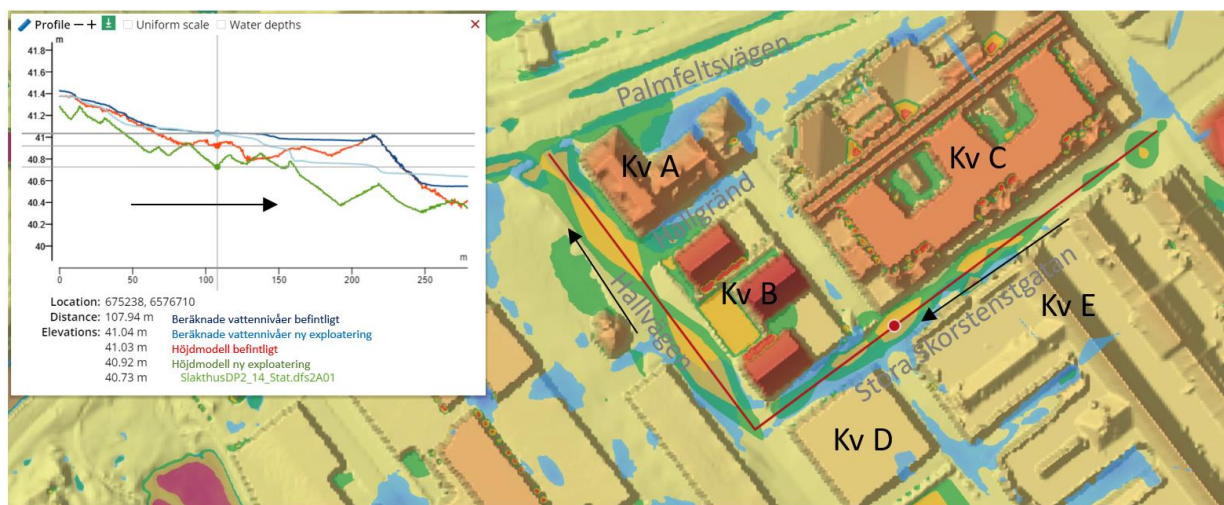 Profile − + Uniform scale Water depths ×
m
41.8
41.6
41.4
41.2
41
40.8
40.6
40.4
40.2
40
m
0 50 100 150 200 250
Location: 675238, 6576710
Distance: 107.94 m Beräknade vattennivåer befintligt
Elevations: 41.04 m Beräknade vattennivåer ny exploatering
41.03 m Höjdmodell befintligt
40.92 m Höjdmodell ny exploatering
40.73 m SlakthusDP2_14_Stat.dfs2A01
Palmfeltsvägen
Kv A
Kv C
Hallgränd
Kv B
Hallvägen
Kv E
Stora Skorstenstgatan
Kv D